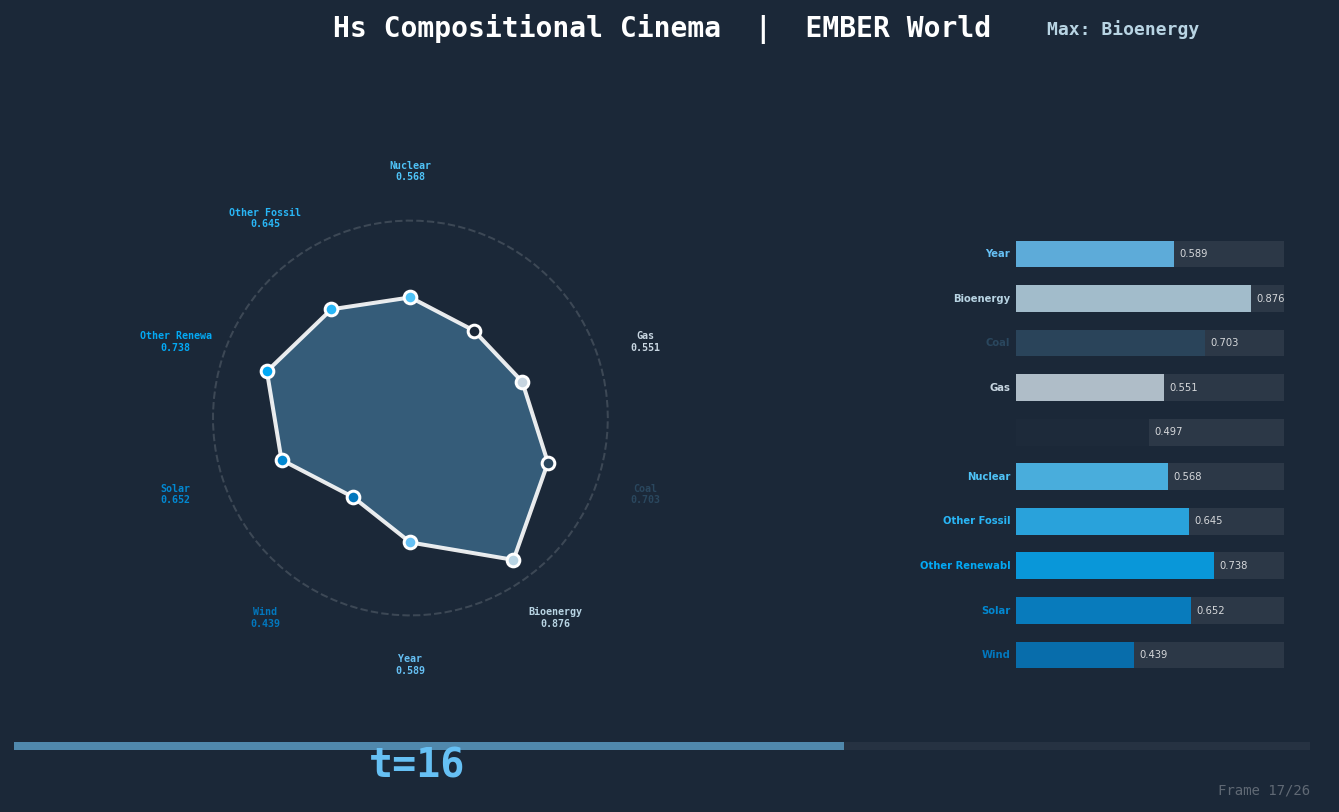 Hs Compositional Cinema | EMBER World
Max: Bioenergy
Nuclear
0.568
Other Fossil
0.645
Other Renewa
0.738
Gas
0.551
Solar
0.652
Coal
0.703
Wind
0.439
Bioenergy
0.876
Year
0.589
Year 0.589
Bioenergy 0.876
Coal 0.703
Gas 0.551
0.497
Nuclear 0.568
Other Fossil 0.645
Other Renewabl 0.738
Solar 0.652
Wind 0.439
t=16
Frame 17/26